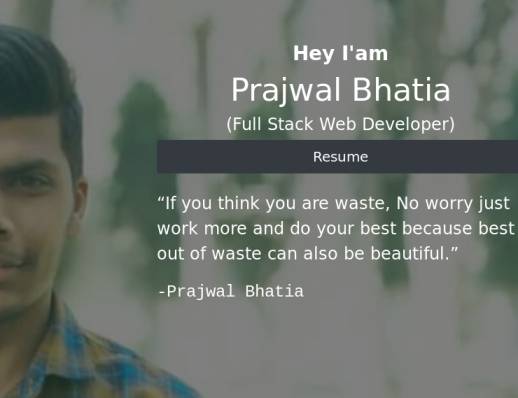 Hey I'am
Prajwal Bhatia
(Full Stack Web Developer)
Resume
“If you think you are waste, No worry just
work more and do your best because best
out of waste can also be beautiful.”
-Prajwal Bhatia